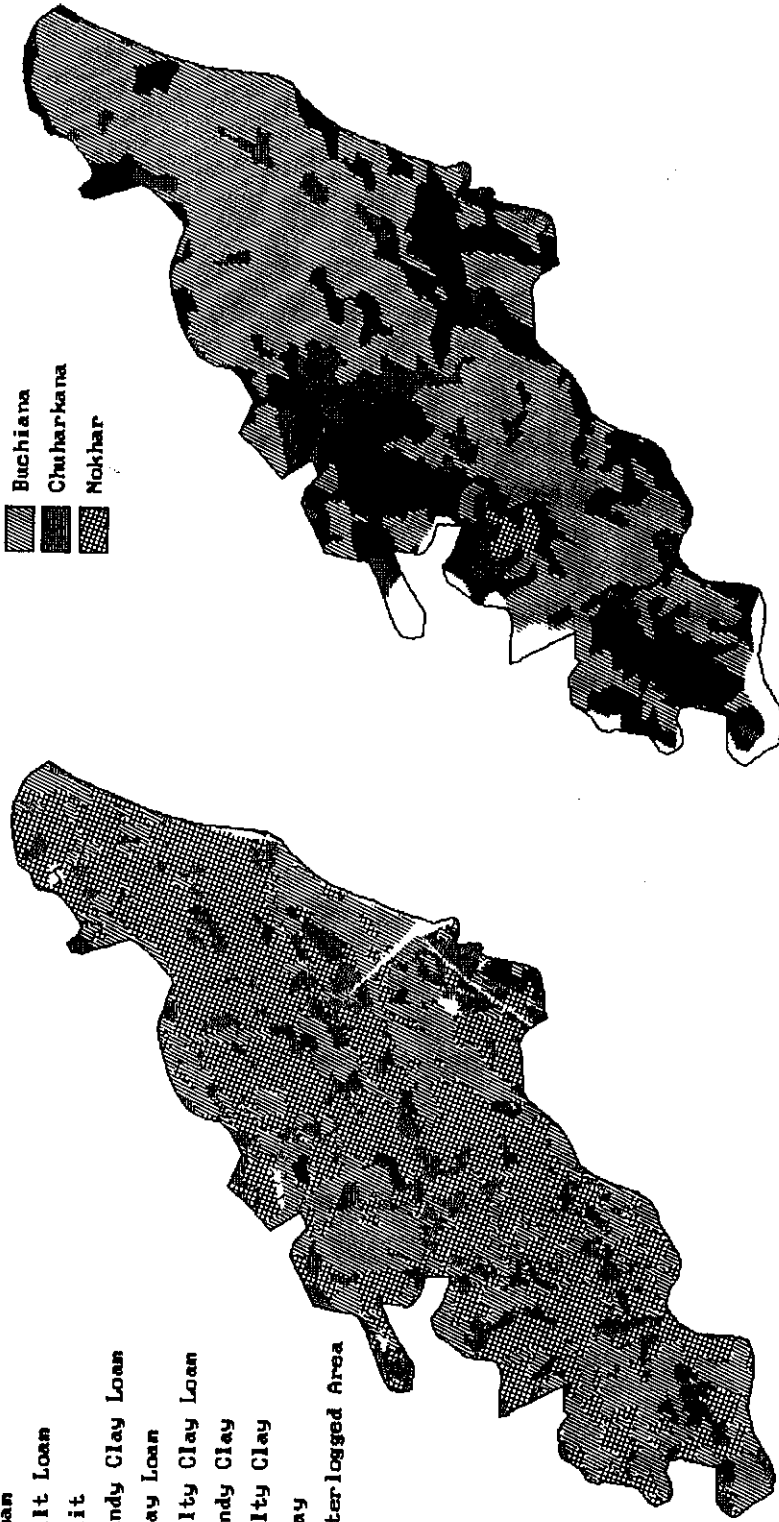 am
lt Loam
it
ndy Clay Loam
ay Loam
lty Clay Loam
ndy Clay
lty Clay
ay
terlogged Area
Buchiana
Chuharkana
Nokhar